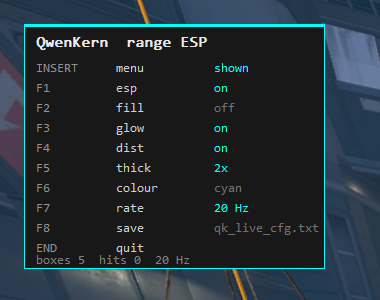 QwenKern range ESP
INSERT menu shown
F1 esp on
F2 fill off
F3 glow on
F4 dist on
F5 thick 2x
F6 colour cyan
F7 rate 20 Hz
F8 save qk_live_cfg.txt
END quit
boxes 5 hits 0 20 Hz